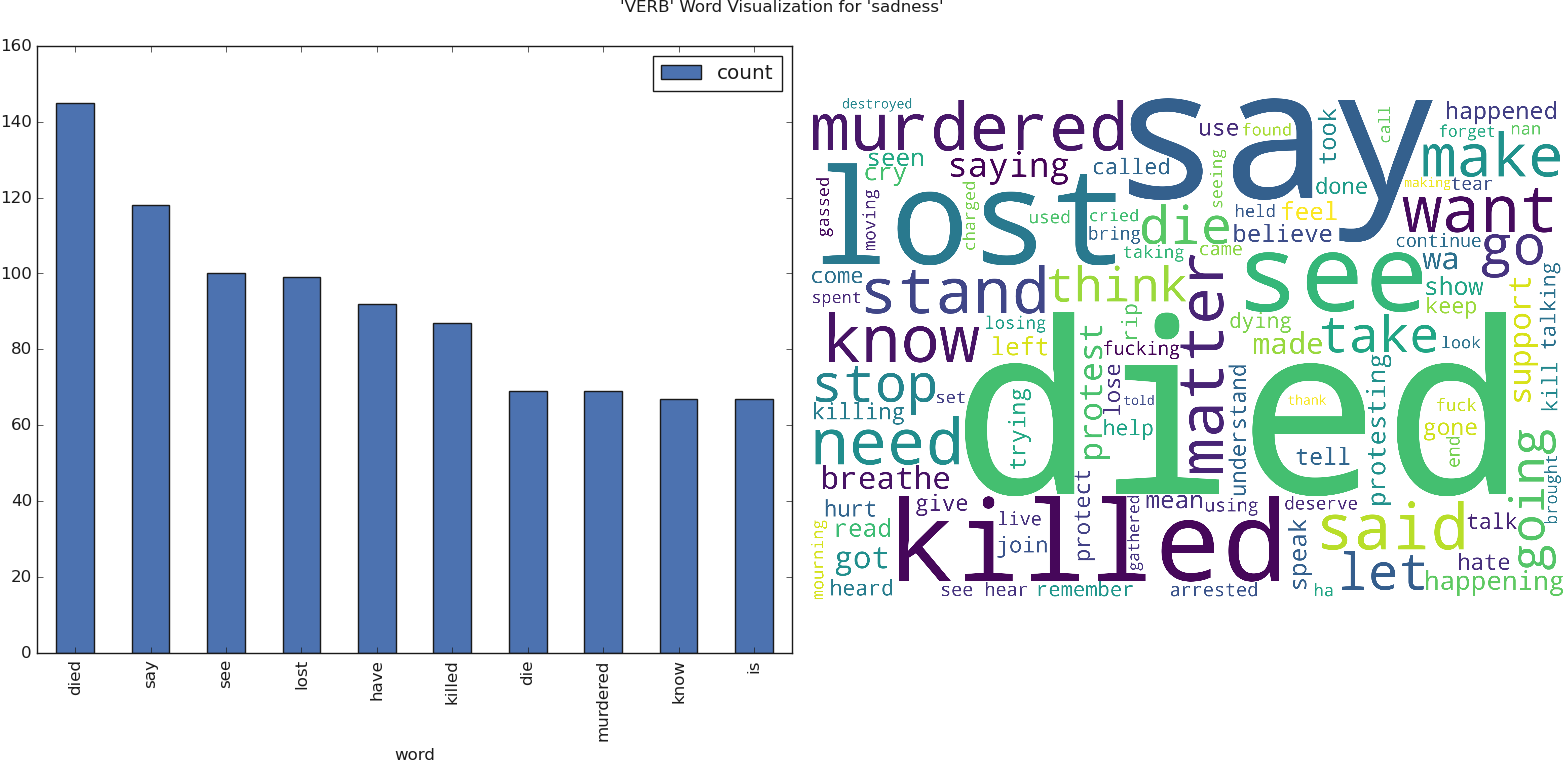 'VERB' Word Visualization for 'sadness'
160
140
120
100
80
60
40
20
0
count
died
say
see
lost
have
killed
die
murdered
know
is
word
destroyed
murdered
say
use
found
took
call
happened
forget
nan
make
seen
cry
saying
called
seeing
done
making
tear
lost
gassed
moving
charged
used
cried
bring
die
held
feel
believe
want
taking
came
continue
go
wa
come
spent
stand
think
matter
see
show
keep
support
talking
know
losing
left
rip
fucking
dying
made
take
look
stop
set
killing
need
trying
protest
lose
told
help
died
understand
thank
protesting
fuck
gone
end
kill
breathe
tell
going
brought
hurt
give
killed
live
join
protect
gathered
mean
using
deserve
said
talk
read
got
heard
mourning
speak
let
hate
happening
see hear
remember
arrested
ha